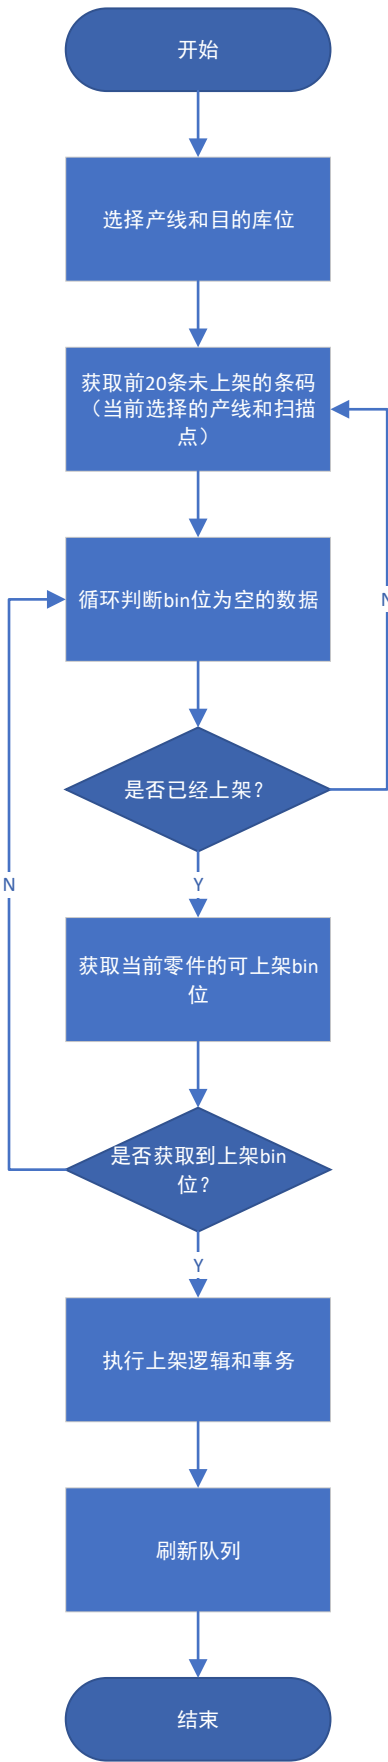 开始
选择产线和目的库位
获取前20条未上架的条码
（当前选择的产线和扫描
点）
循环判断bin位为空的数据
N
是否已经上架？
N
Y
获取当前零件的可上架bin
位
是否获取到上架bin
位？
Y
执行上架逻辑和事务
刷新队列
结束